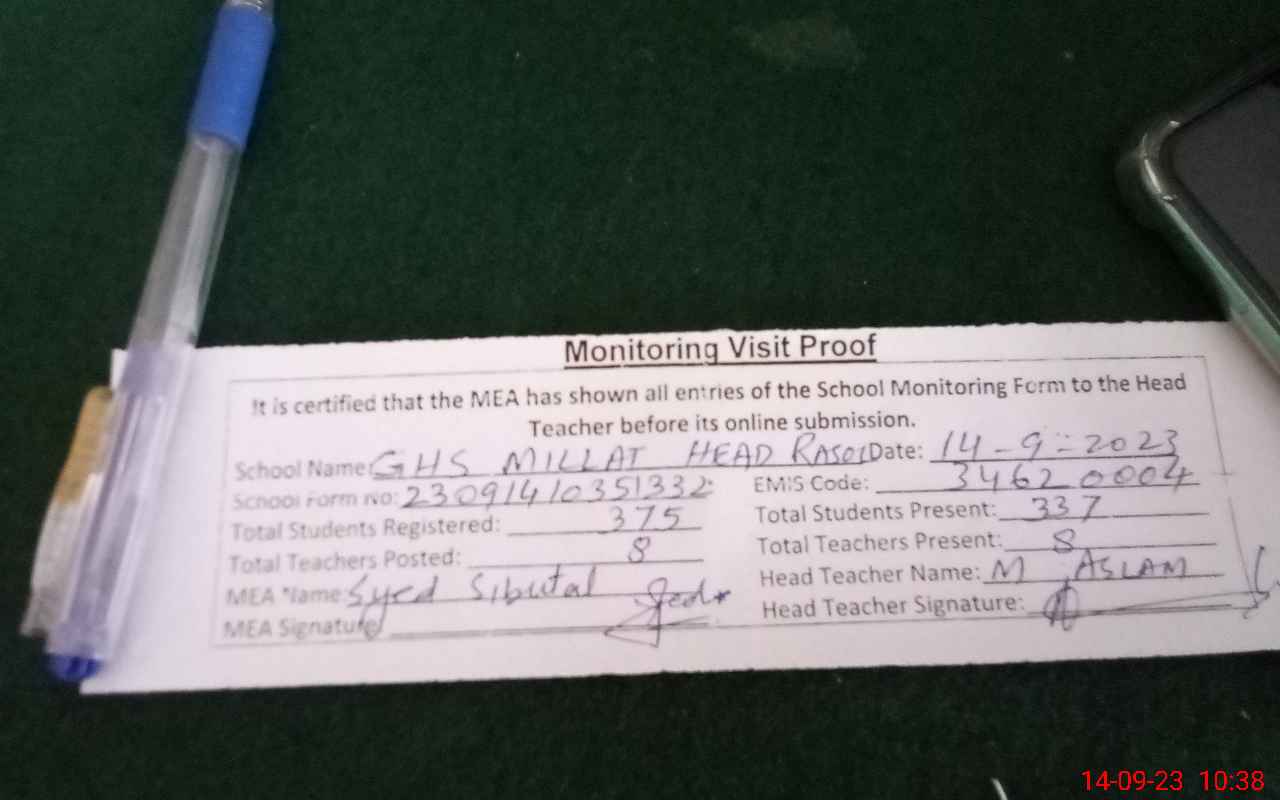 Monitoring Visit Proof
It is certified that the MEA has shown all entries of the School Monitoring Form to the Head
Teacher before its online submission.
School Name: GHS MILLAT HEAD RASOL Date: 14-9-2023
School Form No: 23091410351332 EMIS Code: 34620004
Total Students Registered: 375 Total Students Present: 337
Total Teachers Posted: 8 Total Teachers Present: 8
MEA Name: Syed Sibutal Head Teacher Name: M ASLAM
MEA Signature Head Teacher Signature:
14-09-23 10:38